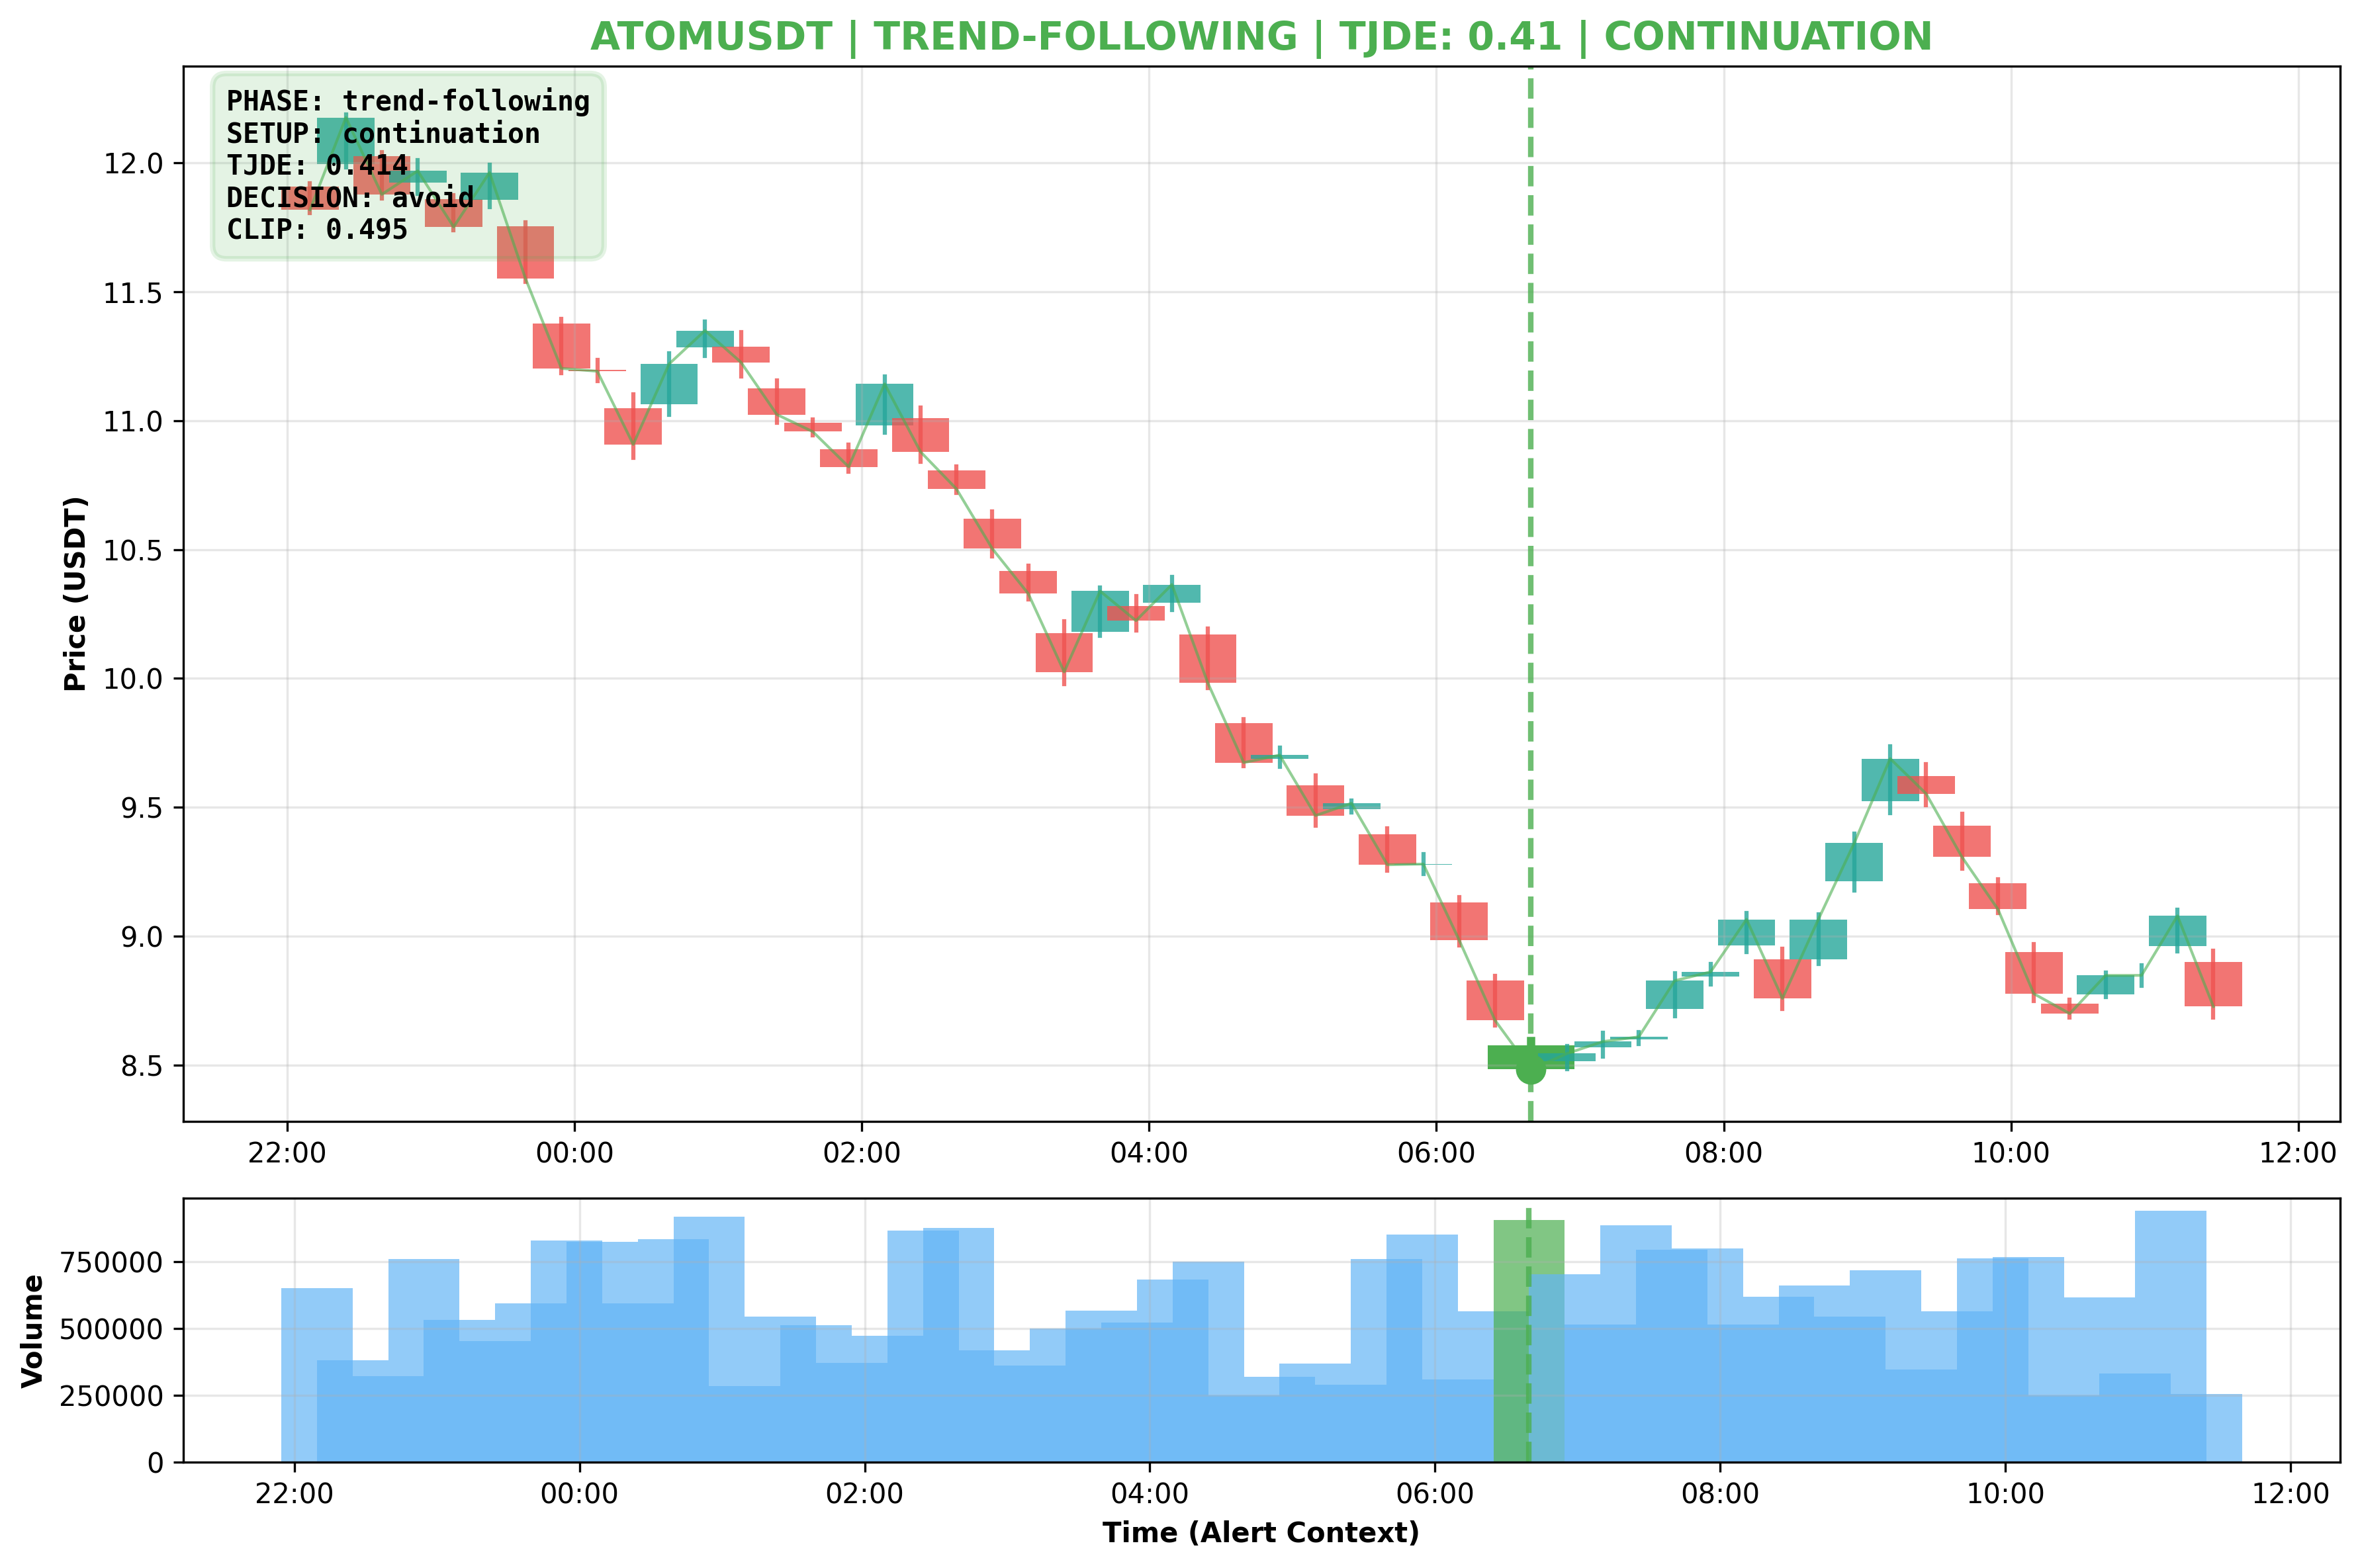 ATOMUSDT | TREND-FOLLOWING | TJDE: 0.41 | CONTINUATION
PHASE: trend-following
SETUP: continuation
TJDE: 0.414
DECISION: avoid
CLIP: 0.495
Price (USDT)
12.0
11.5
11.0
10.5
10.0
9.5
9.0
8.5
22:00 00:00 02:00 04:00 06:00 08:00 10:00 12:00
Volume
750000
500000
250000
0
22:00 00:00 02:00 04:00 06:00 08:00 10:00 12:00
Time (Alert Context)